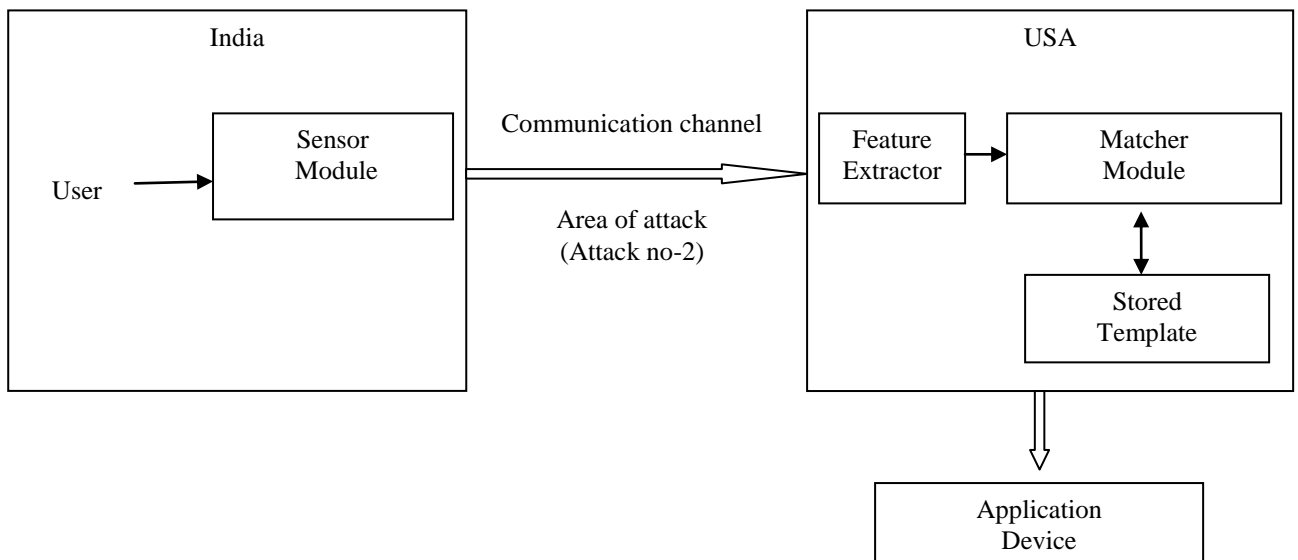 India
User
Sensor
Module
Communication channel
Area of attack
(Attack no-2)
USA
Feature
Extractor
Matcher
Module
Stored
Template
Application
Device